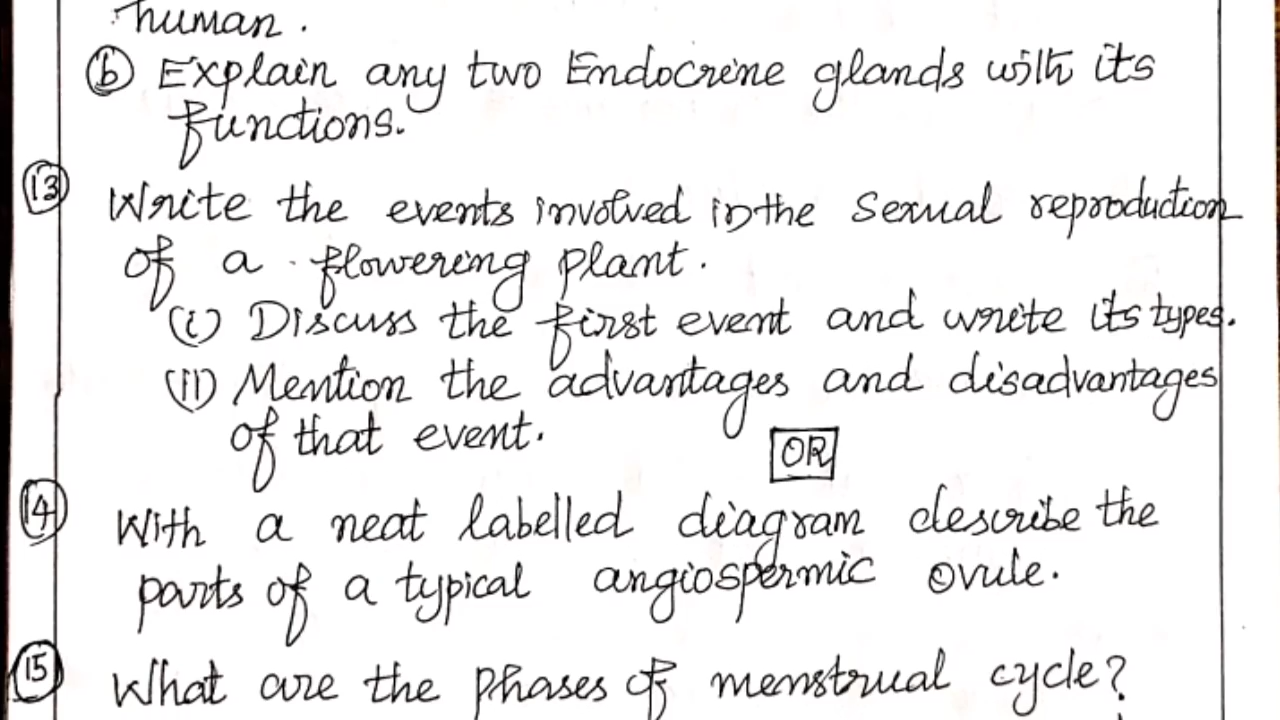 human.
(b) Explain any two Endocrine glands with its
functions.
(13) Write the events involved in the sexual reproduction
of a flowering plant.
(i) Discuss the first event and write its types.
(ii) Mention the advantages and disadvantages
of that event.
OR
(14) With a neat labelled diagram describe the
parts of a typical angiospermic ovule.
(15) What are the phases of menstrual cycle?